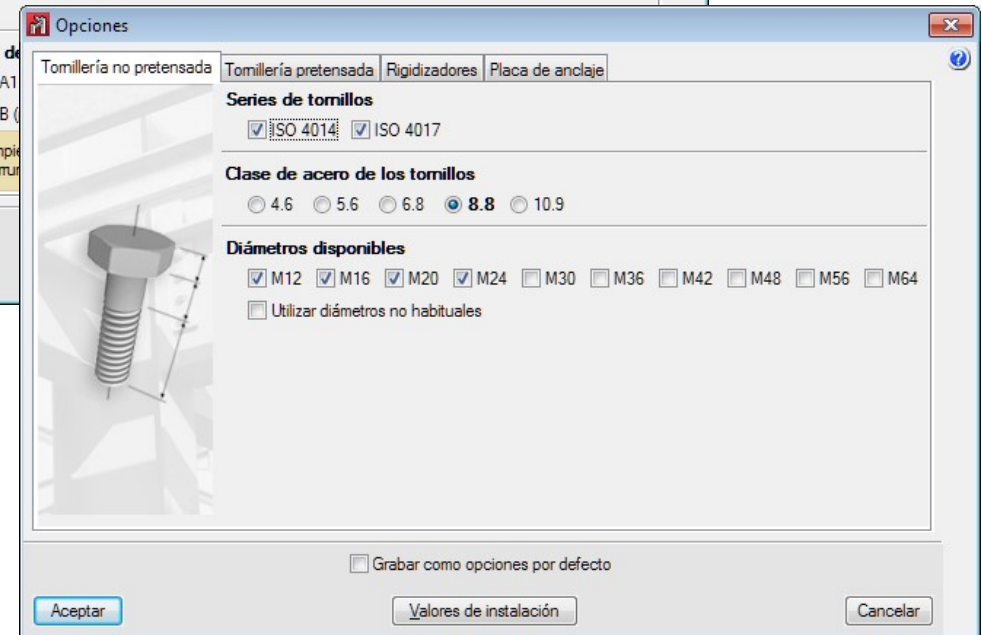 Opciones
de
A1
B (
Tornillería no pretensada Tornillería pretensada Rigidizadores Placa de anclaje
Series de tornillos
ISO 4014 ISO 4017
Clase de acero de los tornillos
4.6 5.6 6.8 8.8 10.9
Diámetros disponibles
M12 M16 M20 M24 M30 M36 M42 M48 M56 M64
Utilizar diámetros no habituales
Grabar como opciones por defecto
Aceptar Valores de instalación Cancelar